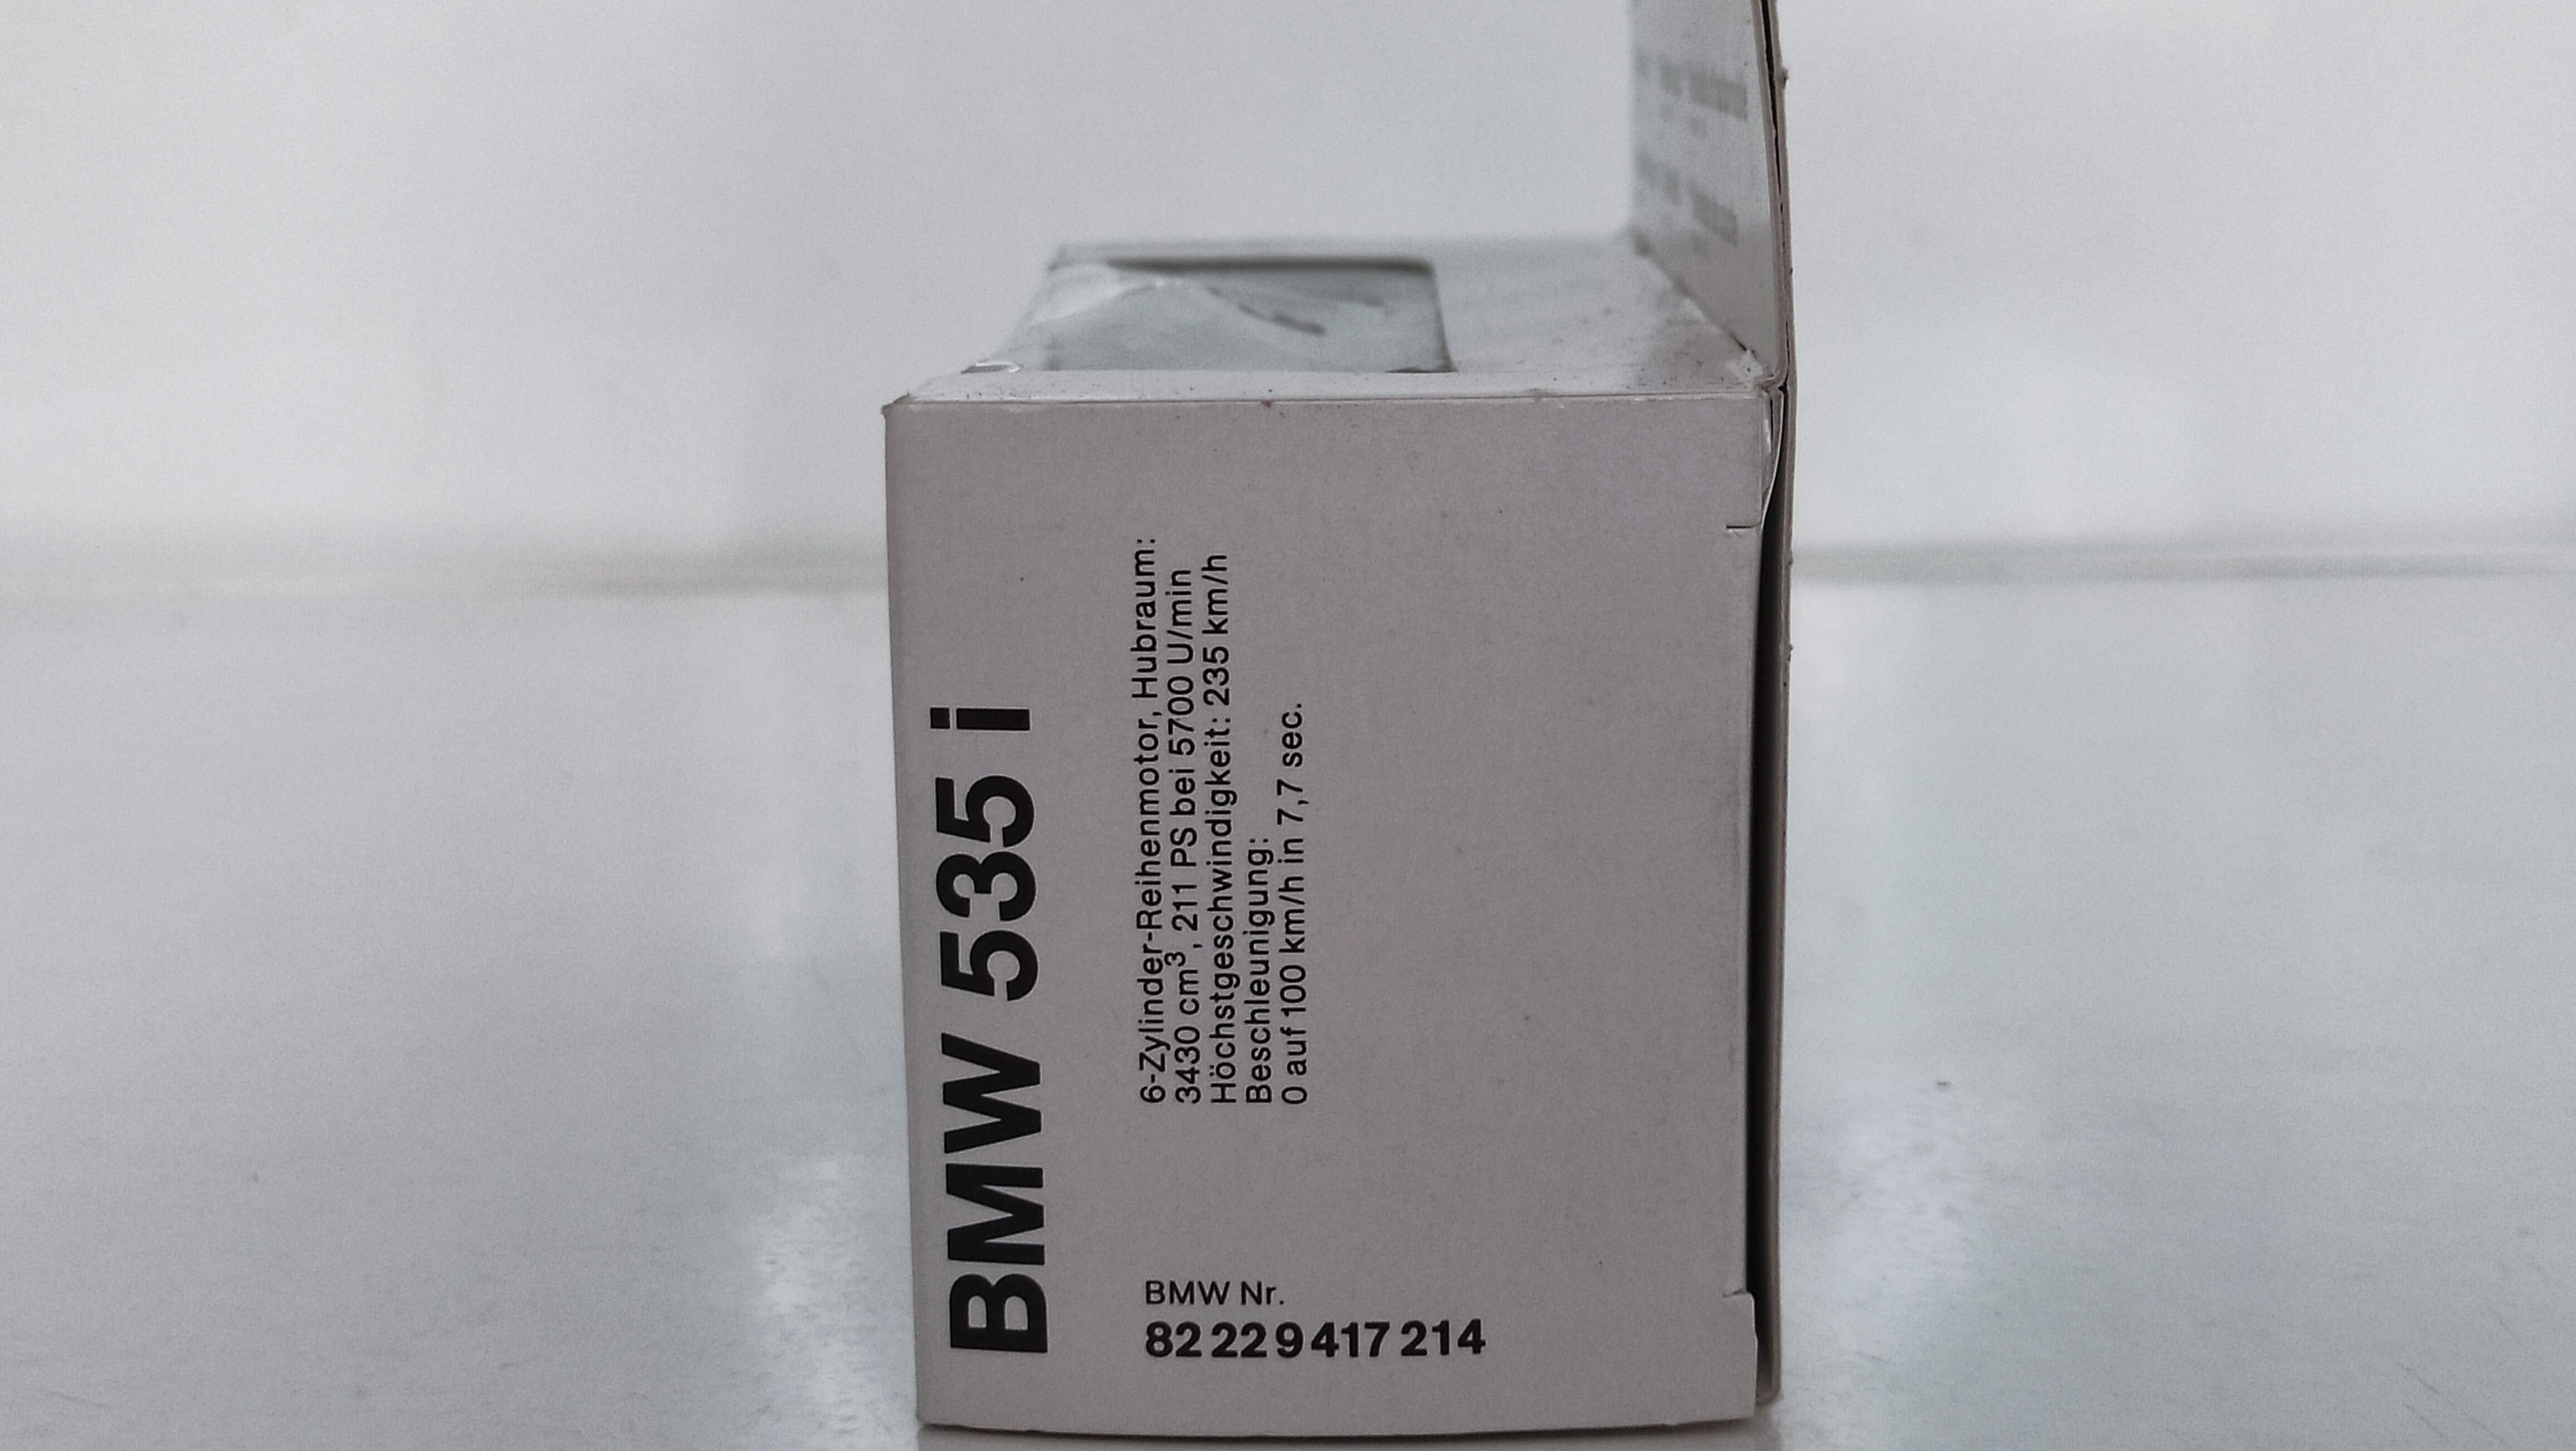 BMW 535 i
6-Zylinder-Reihenmotor, Hubraum:
3430 cm³, 211 PS bei 5700 U/min
Höchstgeschwindigkeit: 235 km/h
Beschleunigung:
0 auf 100 km/h in 7,7 sec.
BMW Nr.
82 22 9 417 214